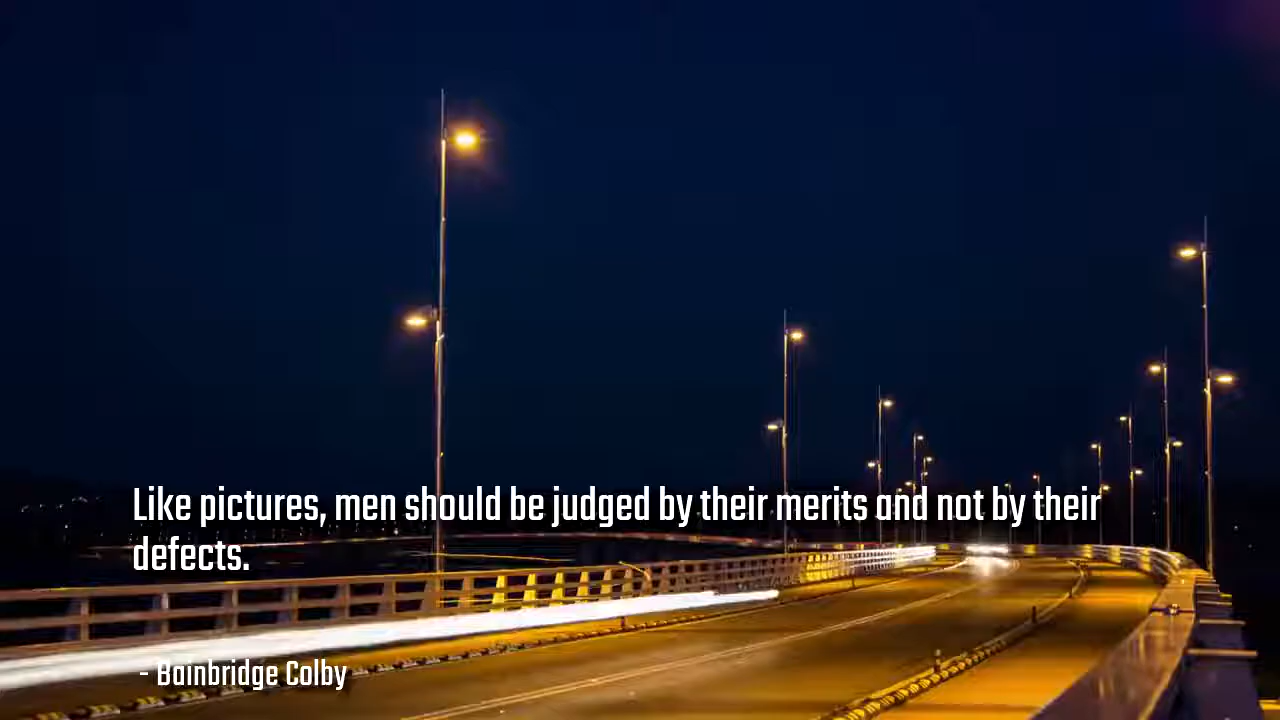 Like pictures, men should be judged by their merits and not by their
defects.
- Bainbridge Colby